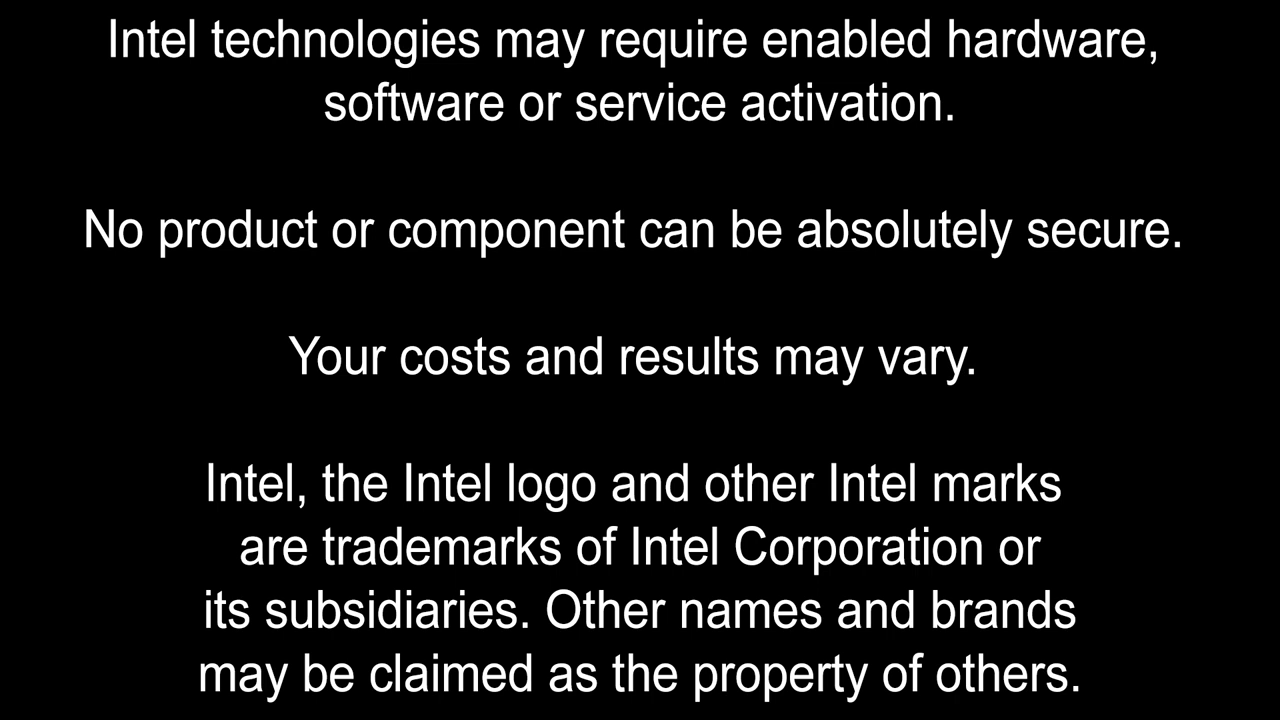 Intel technologies may require enabled hardware,
software or service activation.
No product or component can be absolutely secure.
Your costs and results may vary.
Intel, the Intel logo and other Intel marks
are trademarks of Intel Corporation or
its subsidiaries. Other names and brands
may be claimed as the property of others.